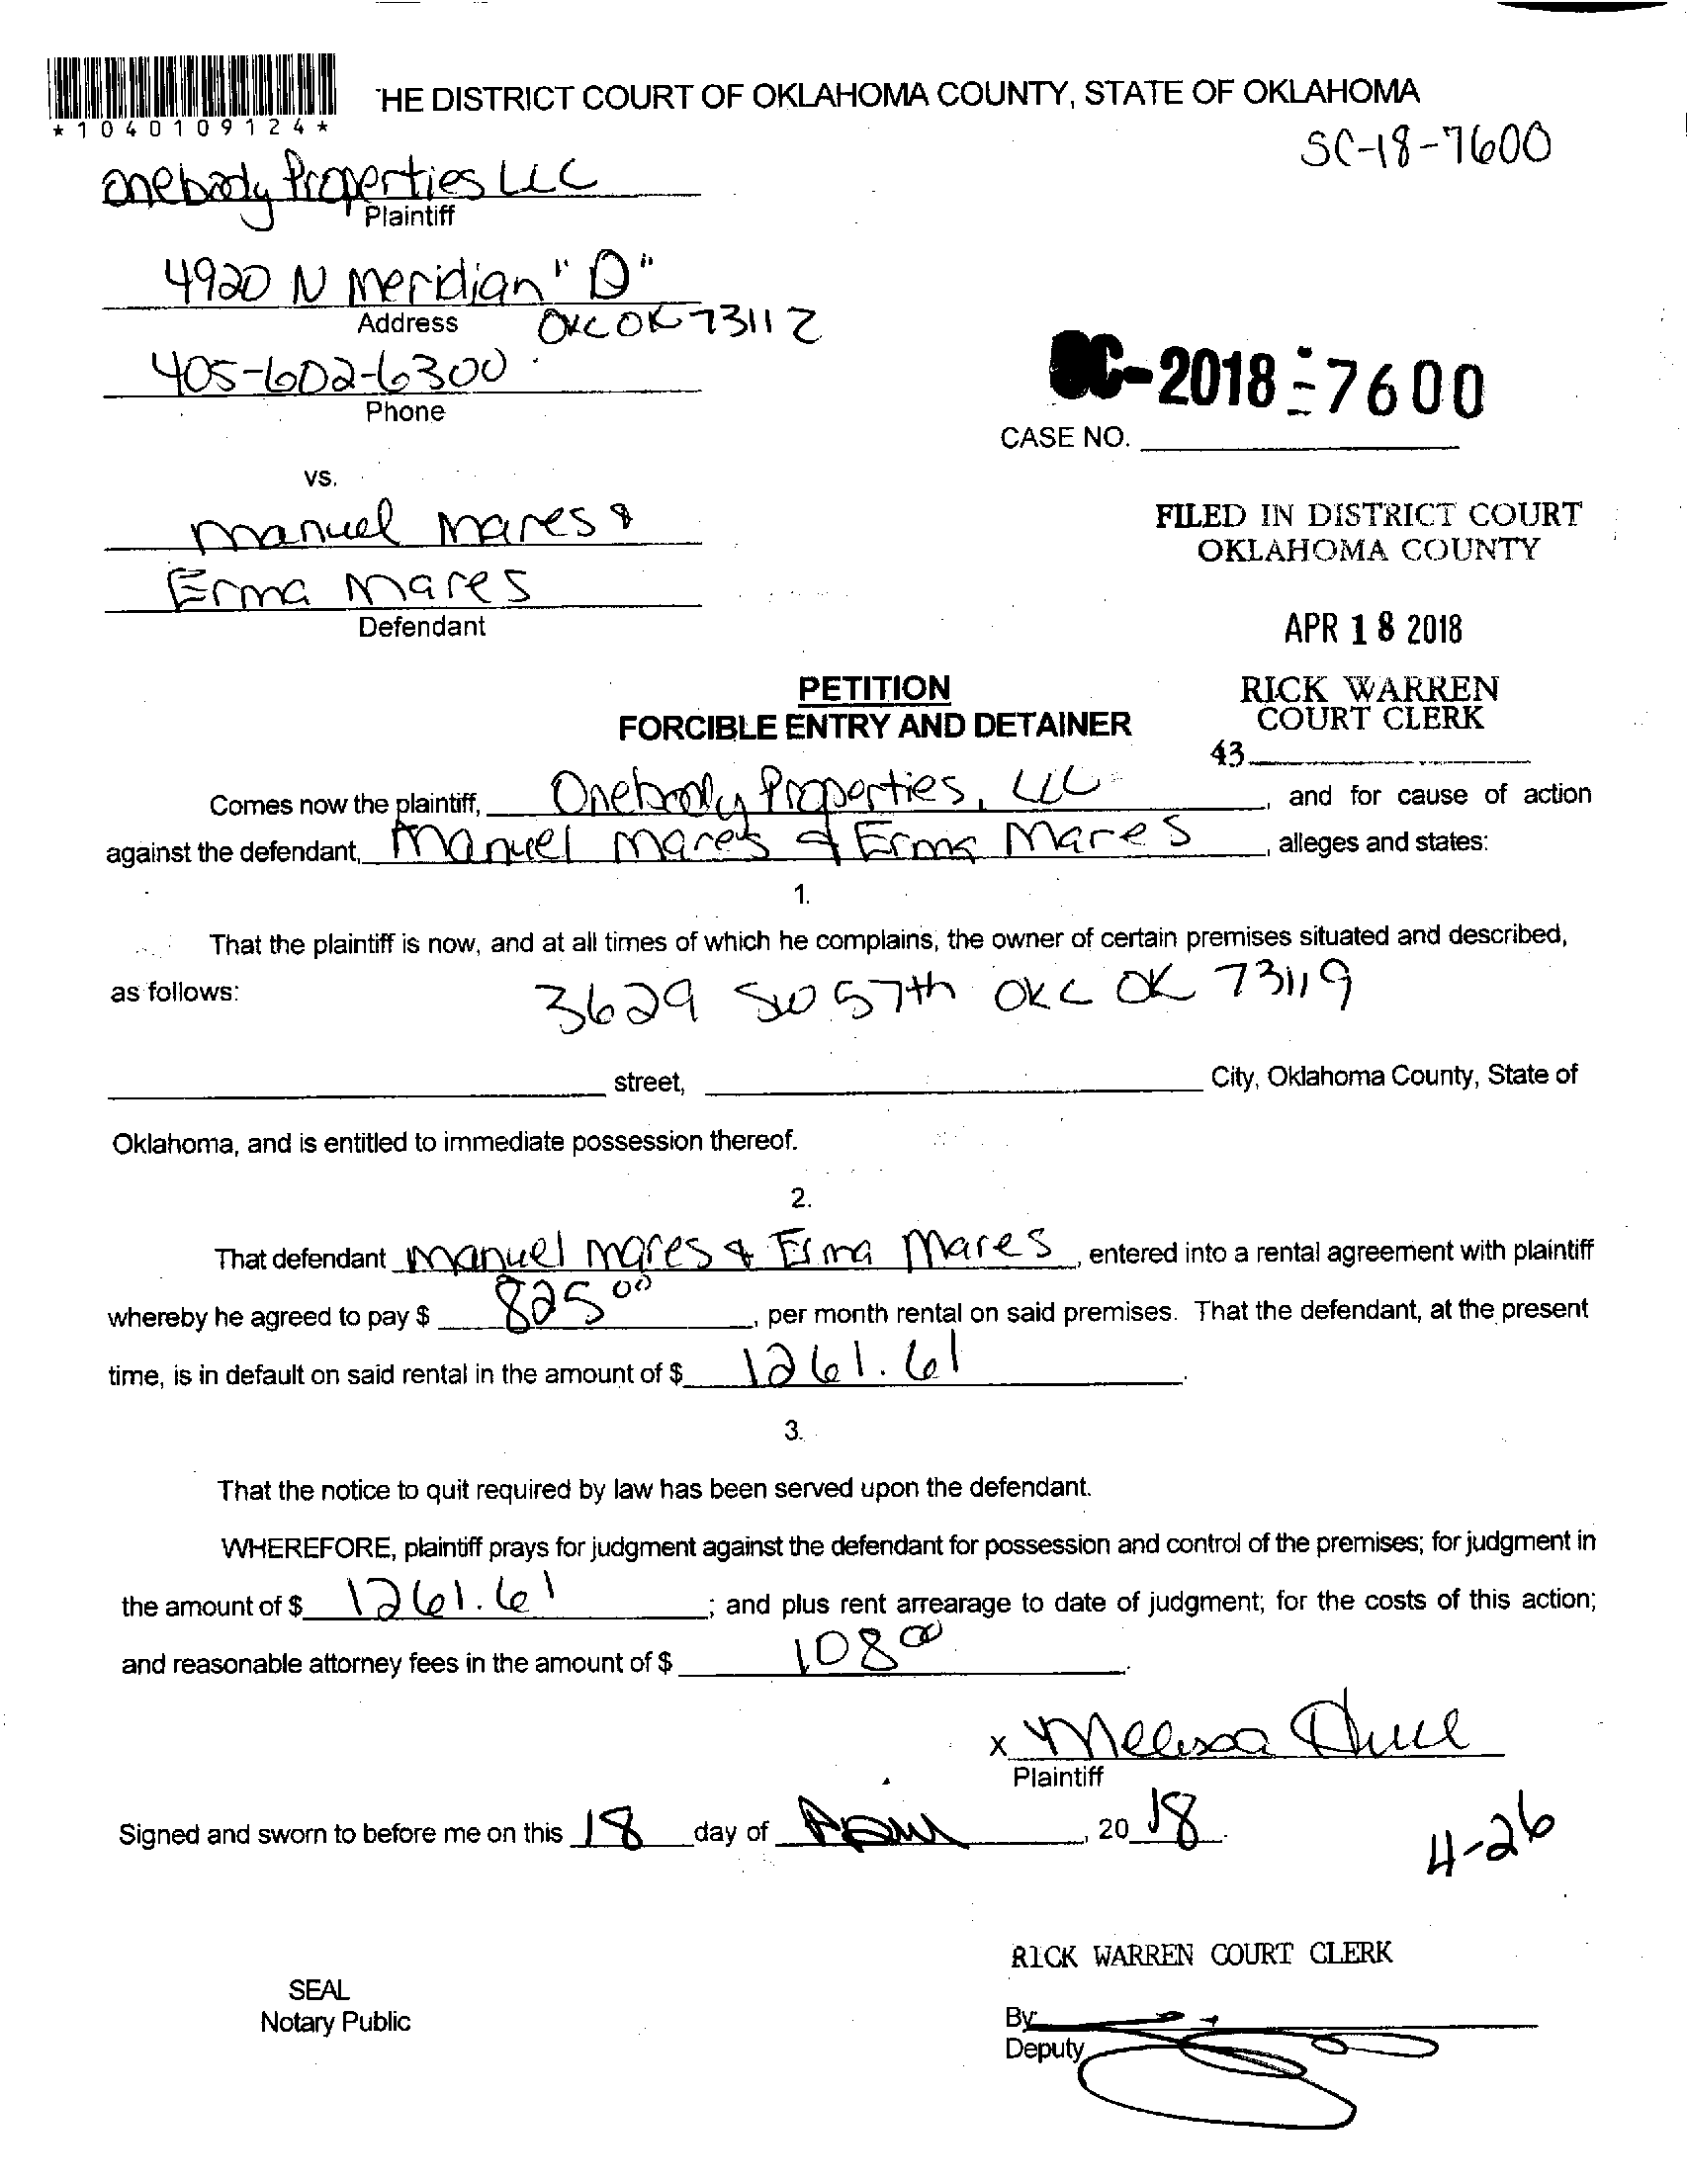 *1040109124*
HE DISTRICT COURT OF OKLAHOMA COUNTY, STATE OF OKLAHOMA
SC-18-7600
Onebody Properties LLC
Plaintiff
4920 N Meridian "D"
Address OKC OK 73112
405-602-6300
Phone
SC-2018-7600
CASE NO.
vs.
Manuel Mares &
Erma Mares
Defendant
FILED IN DISTRICT COURT
OKLAHOMA COUNTY
APR 18 2018
RICK WARREN
COURT CLERK
43
PETITION
FORCIBLE ENTRY AND DETAINER
Comes now the plaintiff, Onebody Properties, LLC, and for cause of action
against the defendant, Manuel Mares & Erma Mares, alleges and states:
1.
That the plaintiff is now, and at all times of which he complains, the owner of certain premises situated and described,
as follows: 3629 SW 57th OKC OK 73119
street, City, Oklahoma County, State of
Oklahoma, and is entitled to immediate possession thereof.
2.
That defendant Manuel Mares & Erma Mares, entered into a rental agreement with plaintiff
whereby he agreed to pay $ 825 00, per month rental on said premises. That the defendant, at the present
time, is in default on said rental in the amount of $ 1261.61.
3.
That the notice to quit required by law has been served upon the defendant.
WHEREFORE, plaintiff prays for judgment against the defendant for possession and control of the premises; for judgment in
the amount of $ 1261.61; and plus rent arrearage to date of judgment; for the costs of this action;
and reasonable attorney fees in the amount of $ 108 00.
x Melissa
Plaintiff
Signed and sworn to before me on this 18 day of April, 20 18.
4-26
RICK WARREN COURT CLERK
SEAL
Notary Public
By
Deputy